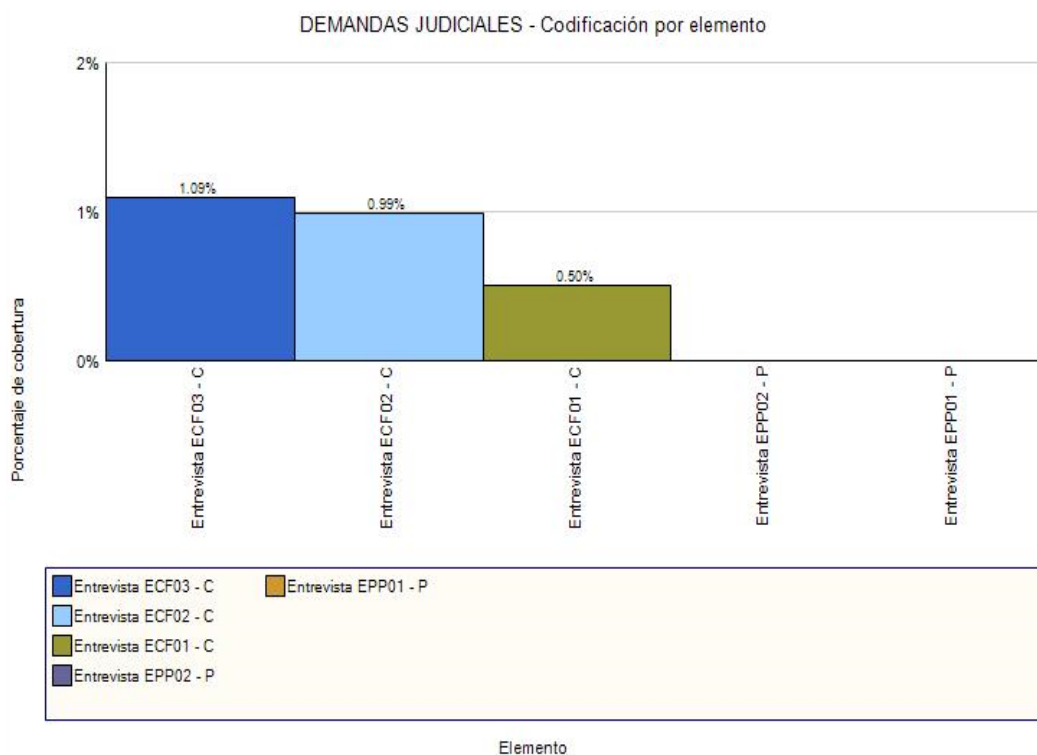 DEMANDAS JUDICIALES - Codificación por elemento
2%
1%
0%
Porcentaje de cobertura
1.09%
0.99%
0.50%
Entrevista ECF03 - C
Entrevista ECF02 - C
Entrevista ECF01 - C
Entrevista EPP02 - P
Entrevista EPP01 - P
Entrevista ECF03 - C
Entrevista EPP01 - P
Entrevista ECF02 - C
Entrevista ECF01 - C
Entrevista EPP02 - P
Elemento